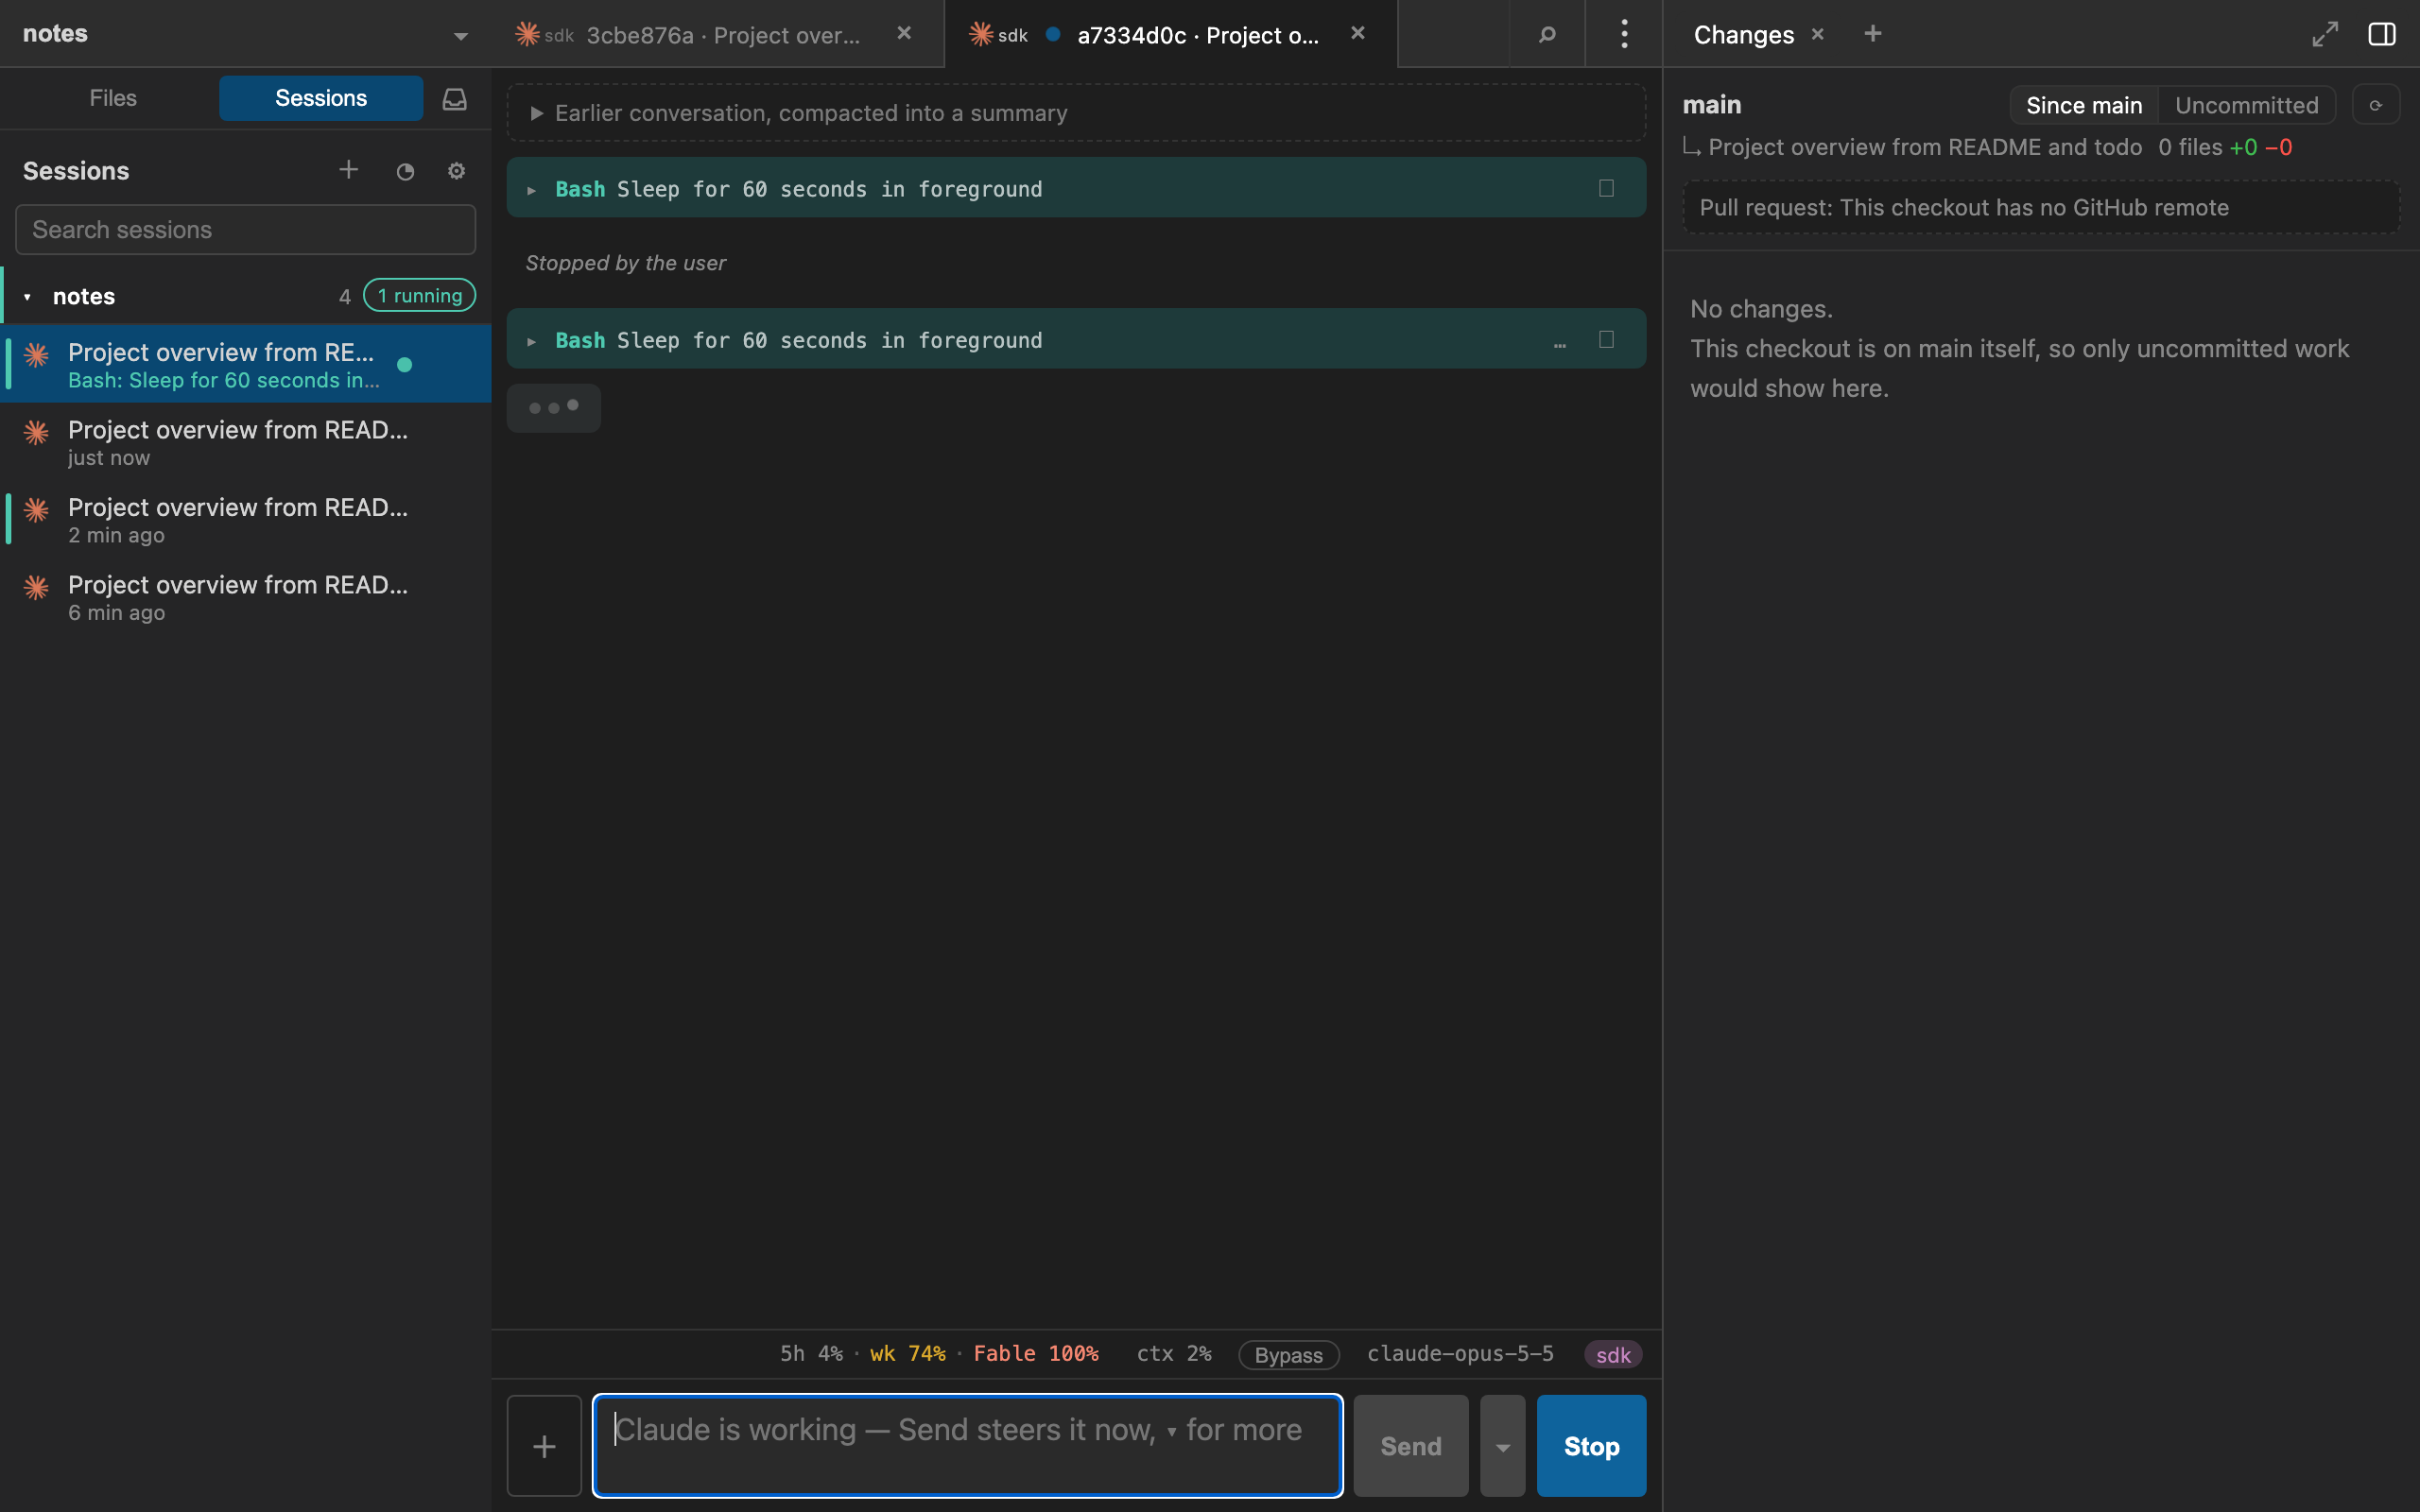 notes
sdk 3cbe876a · Project over...
sdk a7334d0c · Project o...
Changes
Files
Sessions
Sessions
Search sessions
notes 4 1 running
Project overview from RE...
Bash: Sleep for 60 seconds in...
Project overview from READ...
just now
Project overview from READ...
2 min ago
Project overview from READ...
6 min ago
Earlier conversation, compacted into a summary
Bash Sleep for 60 seconds in foreground
Stopped by the user
Bash Sleep for 60 seconds in foreground …
5h 4% · wk 74% · Fable 100% ctx 2% Bypass claude-opus-5-5 sdk
Claude is working — Send steers it now, ▾ for more
Send
Stop
main
Since main
Uncommitted
Project overview from README and todo 0 files +0 −0
Pull request: This checkout has no GitHub remote
No changes.
This checkout is on main itself, so only uncommitted work
would show here.